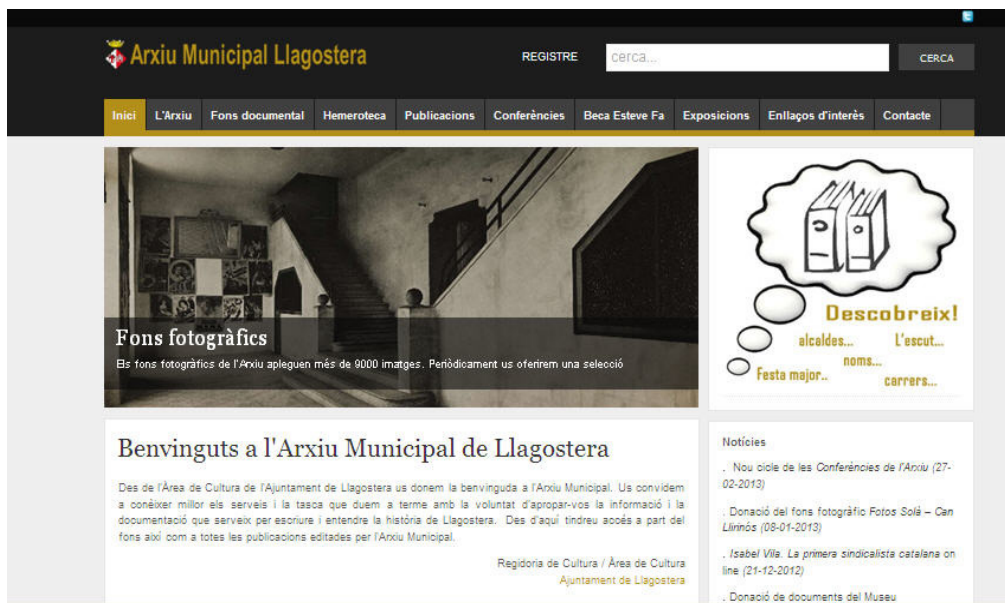 Arxiu Municipal Llagostera
REGISTRE
cerca...
CERCA
Inici L'Arxiu Fons documental Hemeroteca Publicacions Conferències Beca Esteve Fa Exposicions Enllaços d'interès Contacte
Fons fotogràfics
Els fons fotogràfics de l'Arxiu apleguen més de 9000 imatges. Periòdicament us oferirem una selecció
Descobreix!
alcaldes... L'escut...
noms...
Festa major..
carrers...
Benvinguts a l'Arxiu Municipal de Llagostera
Des de l'Àrea de Cultura de l'Ajuntament de Llagostera us donem la benvinguda a l'Arxiu Municipal. Us convidem
a conèixer millor els serveis i la tasca que duem a terme amb la voluntat d'apropar-vos la informació i la
documentació que serveix per escriure i entendre la història de Llagostera. Des d'aquí tindreu accés a part del
fons així com a totes les publicacions editades per l'Arxiu Municipal.
Regidoria de Cultura / Àrea de Cultura
Ajuntament de Llagostera
Notícies
. Nou cicle de les Conferències de l'Arxiu (27-
02-2013)
. Donació del fons fotogràfic Fotos Solà – Can
Llirinós (08-01-2013)
. Isabel Vila. La primera sindicalista catalana on
line (21-12-2012)
. Donació de documents del Museu